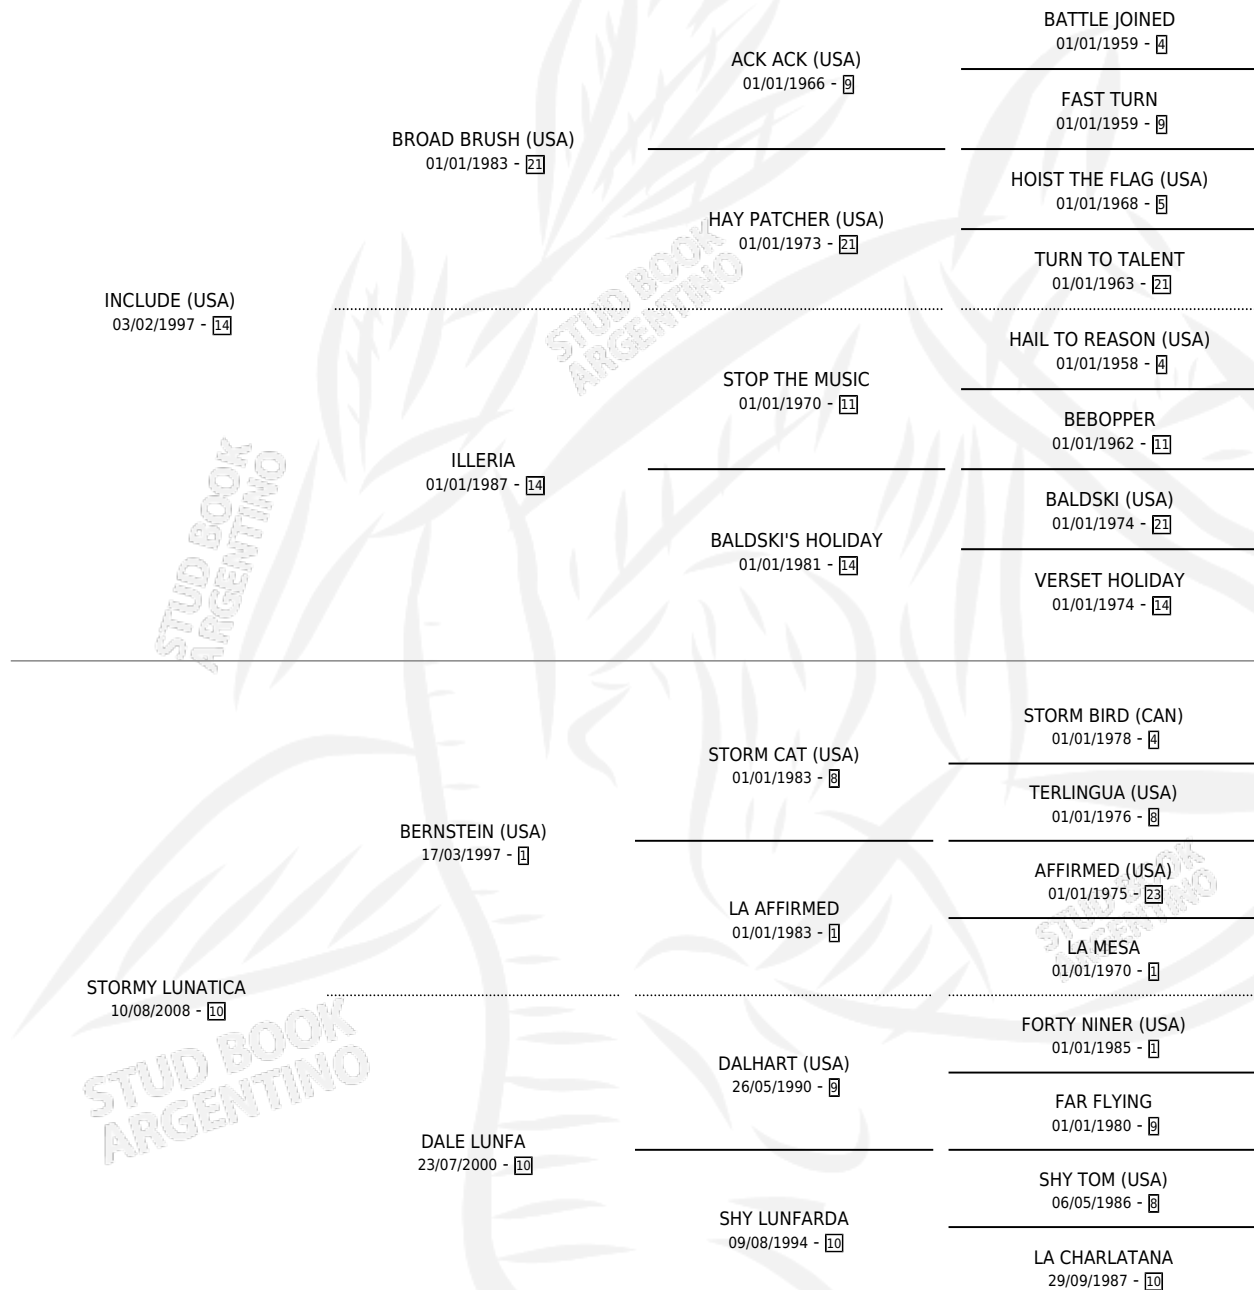 BATTLE JOINED
01/01/1959 - 4
ACK ACK (USA)
01/01/1966 - 9
FAST TURN
01/01/1959 - 9
BROAD BRUSH (USA)
01/01/1983 - 21
HOIST THE FLAG (USA)
01/01/1968 - 5
HAY PATCHER (USA)
01/01/1973 - 21
TURN TO TALENT
01/01/1963 - 21
INCLUDE (USA)
03/02/1997 - 14
HAIL TO REASON (USA)
01/01/1958 - 4
STOP THE MUSIC
01/01/1970 - 11
BEBOPPER
01/01/1962 - 11
ILLERIA
01/01/1987 - 14
BALDSKI (USA)
01/01/1974 - 21
BALDSKI'S HOLIDAY
01/01/1981 - 14
VERSET HOLIDAY
01/01/1974 - 14
STORM BIRD (CAN)
01/01/1978 - 4
STORM CAT (USA)
01/01/1983 - 8
TERLINGUA (USA)
01/01/1976 - 8
BERNSTEIN (USA)
17/03/1997 - 1
AFFIRMED (USA)
01/01/1975 - 23
LA AFFIRMED
01/01/1983 - 1
LA MESA
01/01/1970 - 1
STORMY LUNATICA
10/08/2008 - 10
FORTY NINER (USA)
01/01/1985 - 1
DALHART (USA)
26/05/1990 - 9
FAR FLYING
01/01/1980 - 9
DALE LUNFA
23/07/2000 - 10
SHY TOM (USA)
06/05/1986 - 8
SHY LUNFARDA
09/08/1994 - 10
LA CHARLATANA
29/09/1987 - 10
STUD BOOK
ARGENTINO
STUD BOOK
ARGENTINO
STUD BOOK
ARGENTINO
STUD BOOK
ARGENTINO